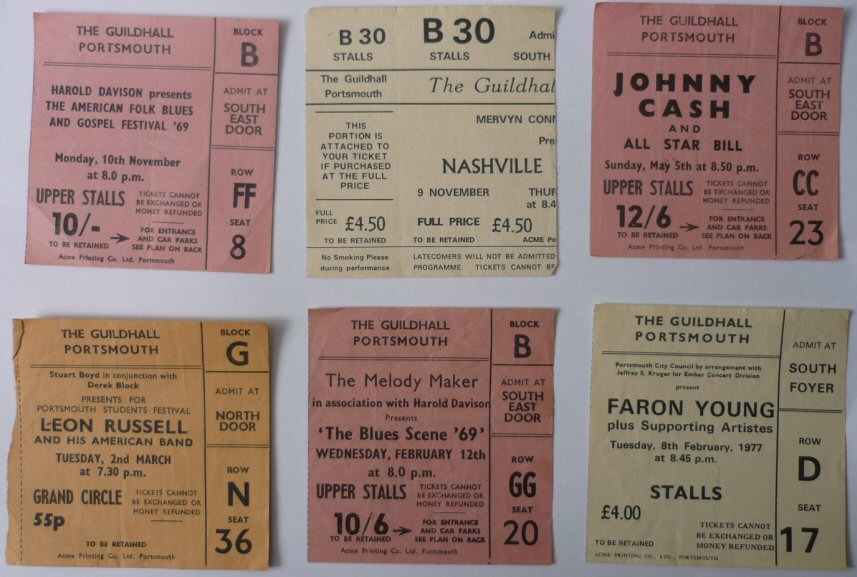 THE GUILDHALL
PORTSMOUTH
HAROLD DAVISON presents
THE AMERICAN FOLK BLUES
AND GOSPEL FESTIVAL '69
Monday, 10th November
at 8.0 p.m.
UPPER STALLS
10/-
TICKETS CANNOT
BE EXCHANGED OR
MONEY REFUNDED
TO BE RETAINED
FOR ENTRANCE
AND CAR PARKS
SEE PLAN ON BACK
Acme Printing Co. Ltd. Portsmouth
BLOCK
B
ADMIT AT
SOUTH
EAST
DOOR
ROW
FF
SEAT
8
B 30
STALLS
The Guildhall
Portsmouth
THIS
PORTION IS
ATTACHED TO
YOUR TICKET
IF PURCHASED
AT THE FULL
PRICE
FULL
PRICE £4.50
TO BE RETAINED
No Smoking Please
during performance
B 30
STALLS
Admi
SOUTH
The Guildhal
MERVYN CONN
Pre
NASHVILLE
9 NOVEMBER THUR
at 8.4
FULL PRICE £4.50
TO BE RETAINED ACME Po
LATECOMERS WILL NOT BE ADMITTED
PROGRAMME. TICKETS CANNOT BE
THE GUILDHALL
PORTSMOUTH
JOHNNY
CASH
AND
ALL STAR BILL
Sunday, May 5th at 8.50 p.m.
UPPER STALLS
12/6
TICKETS CANNOT
BE EXCHANGED OR
MONEY REFUNDED
TO BE RETAINED
FOR ENTRANCE
AND CAR PARKS
SEE PLAN ON BACK
Acme Printing Co. Ltd. Portsmouth
BLOCK
B
ADMIT AT
SOUTH
EAST
DOOR
ROW
CC
SEAT
23
THE GUILDHALL
PORTSMOUTH
Stuart Boyd in conjunction with
Derek Block
PRESENTS FOR
PORTSMOUTH STUDENTS FESTIVAL
LEON RUSSELL
AND HIS AMERICAN BAND
TUESDAY, 2nd MARCH
at 7.30 p.m.
GRAND CIRCLE
55p
TICKETS CANNOT
BE EXCHANGED OR
MONEY REFUNDED
TO BE RETAINED
Acme Printing Co. Ltd. Portsmouth
BLOCK
G
ADMIT AT
NORTH
DOOR
ROW
N
SEAT
36
THE GUILDHALL
PORTSMOUTH
The Melody Maker
in association with Harold Davison
Presents
'The Blues Scene '69'
WEDNESDAY, FEBRUARY 12th
at 8.0 p.m.
UPPER STALLS
10/6
TICKETS CANNOT
BE EXCHANGED OR
MONEY REFUNDED
TO BE RETAINED
FOR ENTRANCE
AND CAR PARKS
SEE PLAN ON BACK
Acme Printing Co. Ltd. Portsmouth
BLOCK
B
ADMIT AT
SOUTH
EAST
DOOR
ROW
GG
SEAT
20
THE GUILDHALL
PORTSMOUTH
Portsmouth City Council by arrangement with
Jeffrey S. Kruger for Ember Concert Division
present
FARON YOUNG
plus Supporting Artistes
Tuesday, 8th February, 1977
at 8.45 p.m.
STALLS
£4.00
TO BE RETAINED
TICKETS CANNOT
BE EXCHANGED OR
MONEY REFUNDED
ACME PRINTING CO., LTD., PORTSMOUTH
ADMIT AT
SOUTH
FOYER
ROW
D
SEAT
17